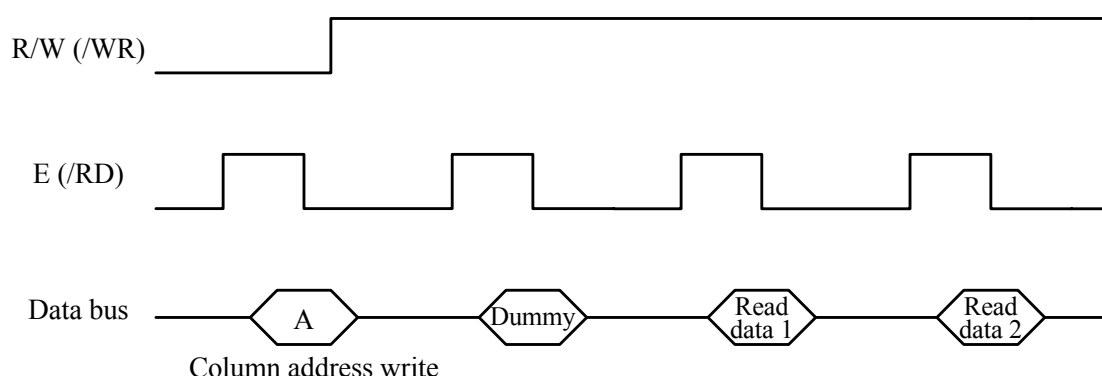 R/W (/WR)
E (/RD)
Data bus
A
Dummy
Read
data 1
Read
data 2
Column address write